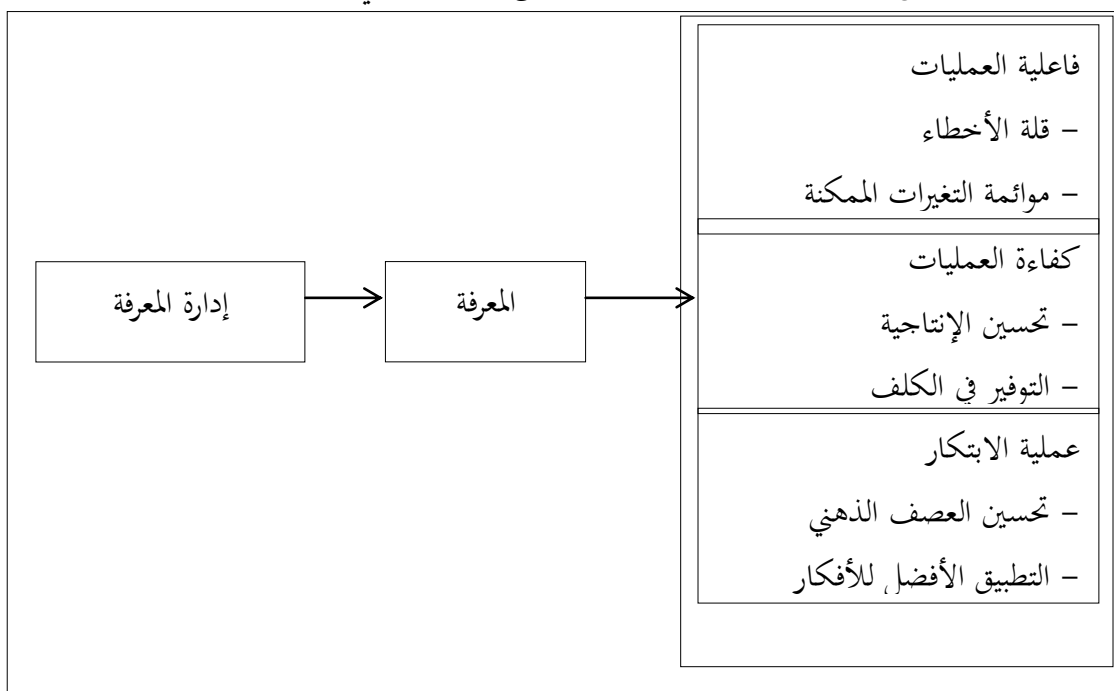 فاعلية العمليات
– قلة الأخطاء
– موائمة التغيرات الممكنة
كفاءة العمليات
– تحسين الإنتاجية
– التوفير في الكلف
عملية الابتكار
– تحسين العصف الذهني
– التطبيق الأفضل للأفكار
المعرفة
إدارة المعرفة